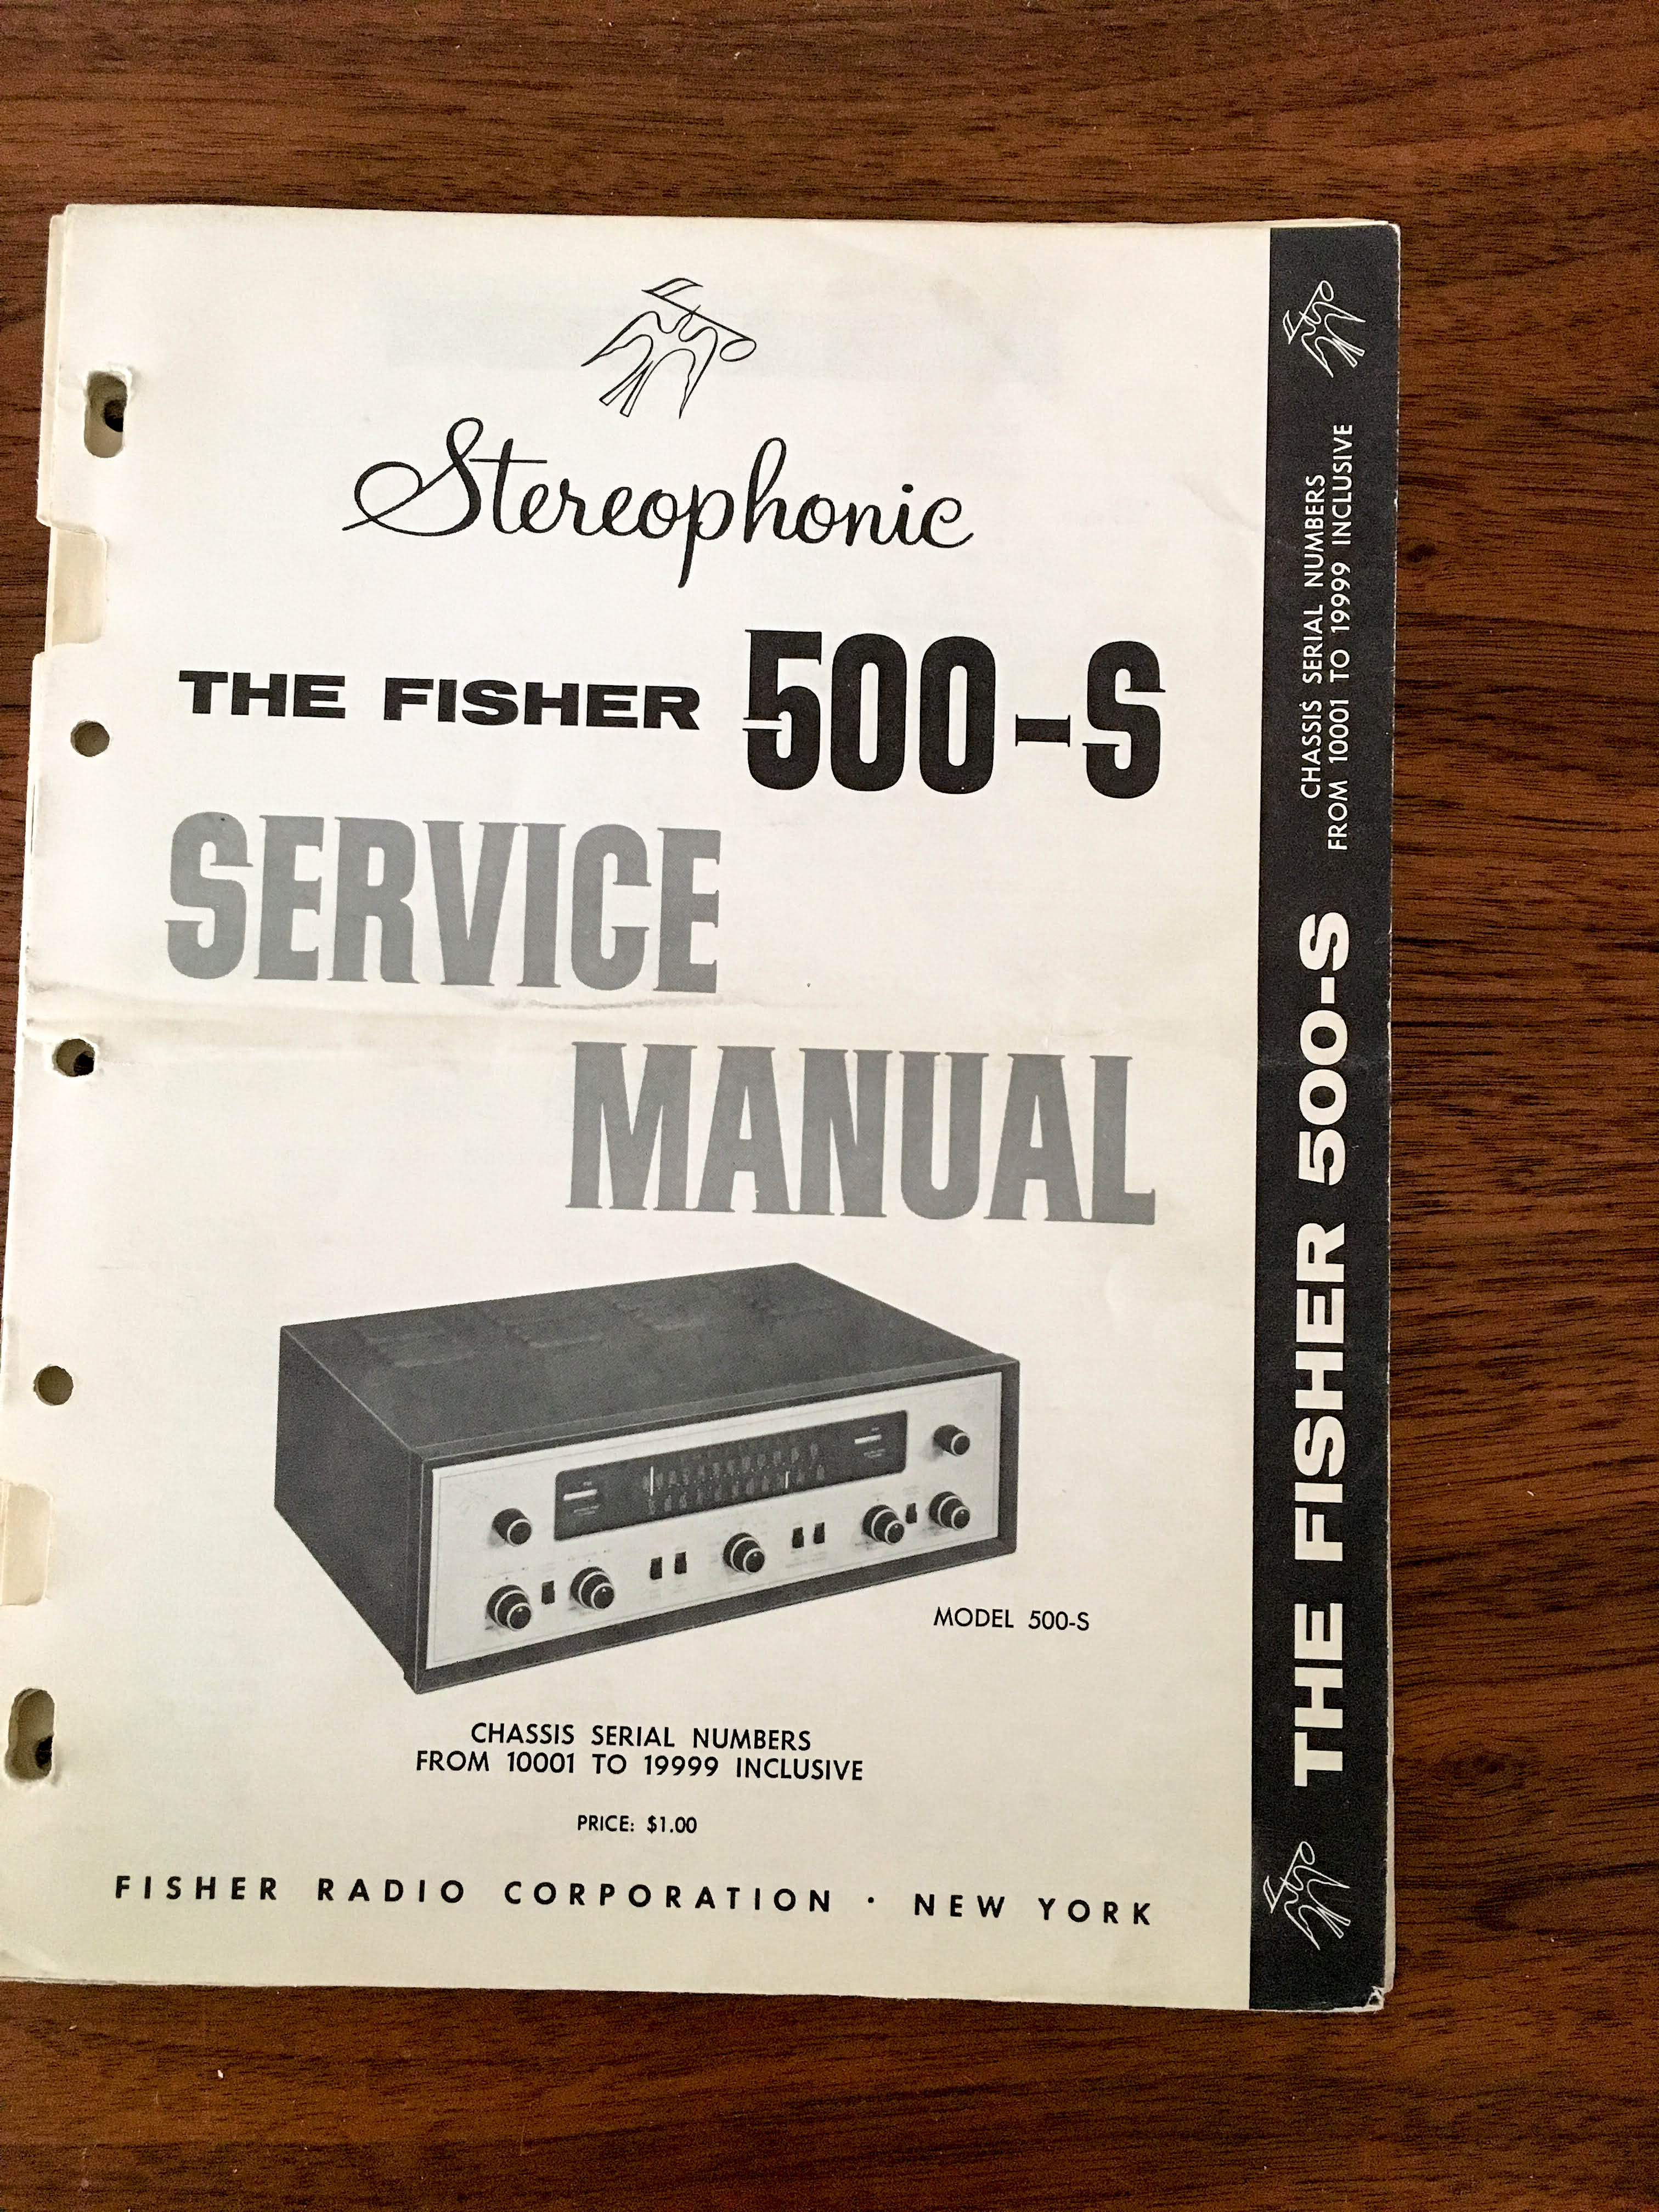 Stereophonic
THE FISHER 500-S
SERVICE
MANUAL
MODEL 500-S
CHASSIS SERIAL NUMBERS
FROM 10001 TO 19999 INCLUSIVE
PRICE: $1.00
FISHER RADIO CORPORATION · NEW YORK
THE FISHER 500-S
CHASSIS SERIAL NUMBERS
FROM 10001 TO 19999 INCLUSIVE